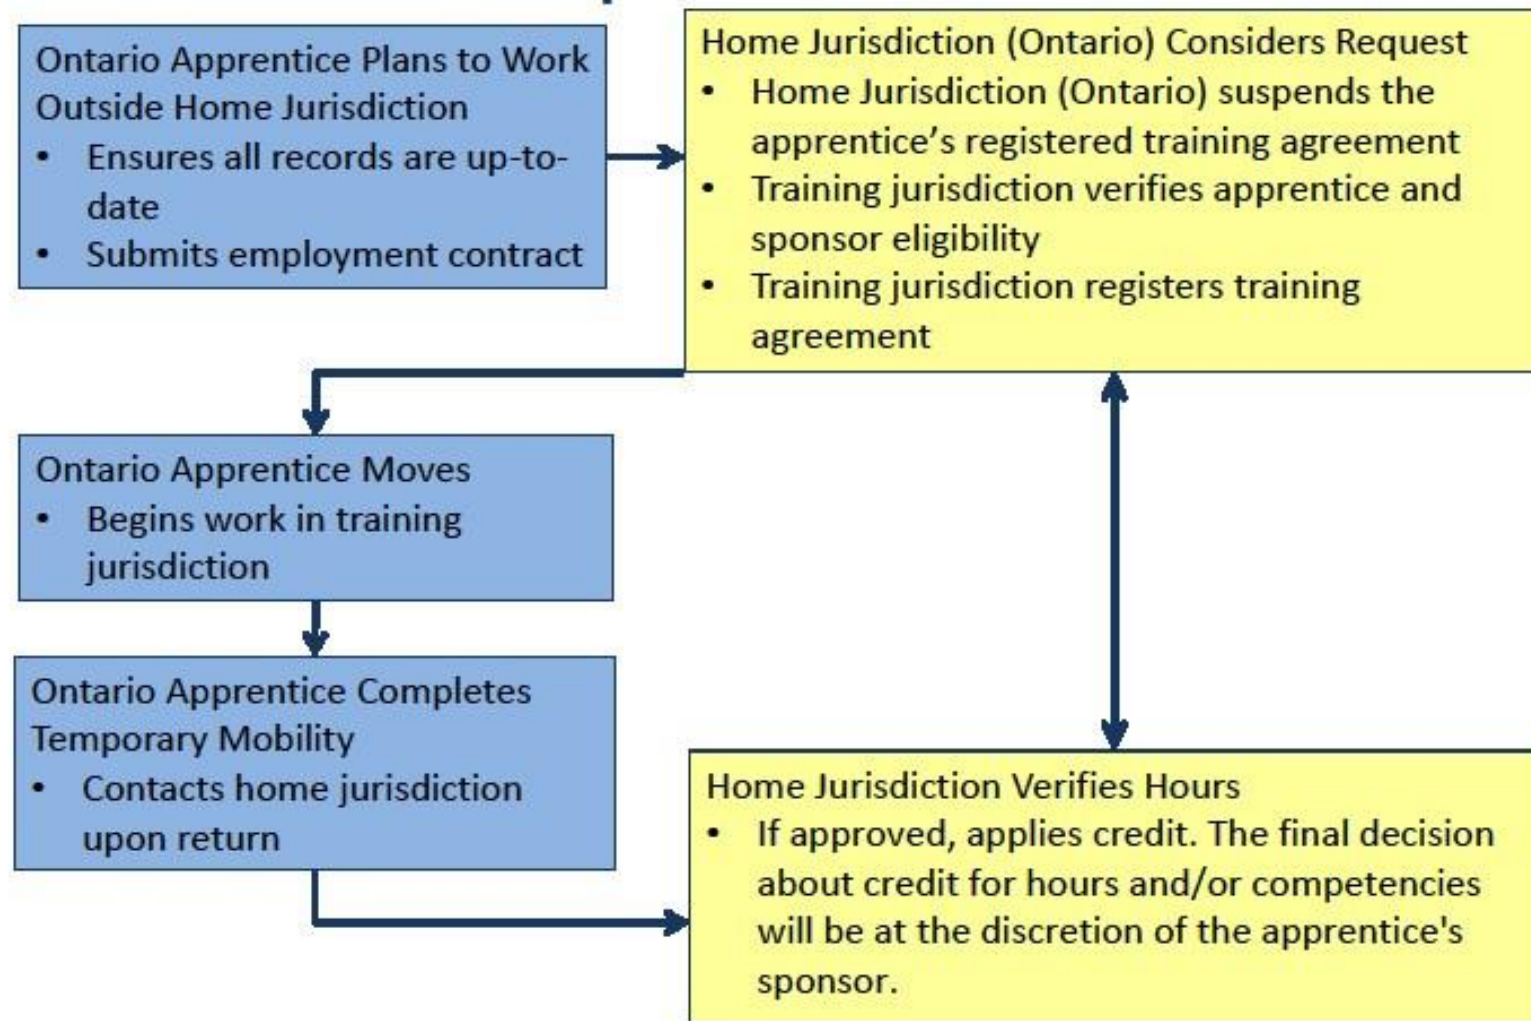 Ontario Apprentice Plans to Work
Outside Home Jurisdiction
• Ensures all records are up-to-
date
• Submits employment contract
Home Jurisdiction (Ontario) Considers Request
• Home Jurisdiction (Ontario) suspends the
apprentice’s registered training agreement
• Training jurisdiction verifies apprentice and
sponsor eligibility
• Training jurisdiction registers training
agreement
Ontario Apprentice Moves
• Begins work in training
jurisdiction
Ontario Apprentice Completes
Temporary Mobility
• Contacts home jurisdiction
upon return
Home Jurisdiction Verifies Hours
• If approved, applies credit. The final decision
about credit for hours and/or competencies
will be at the discretion of the apprentice's
sponsor.